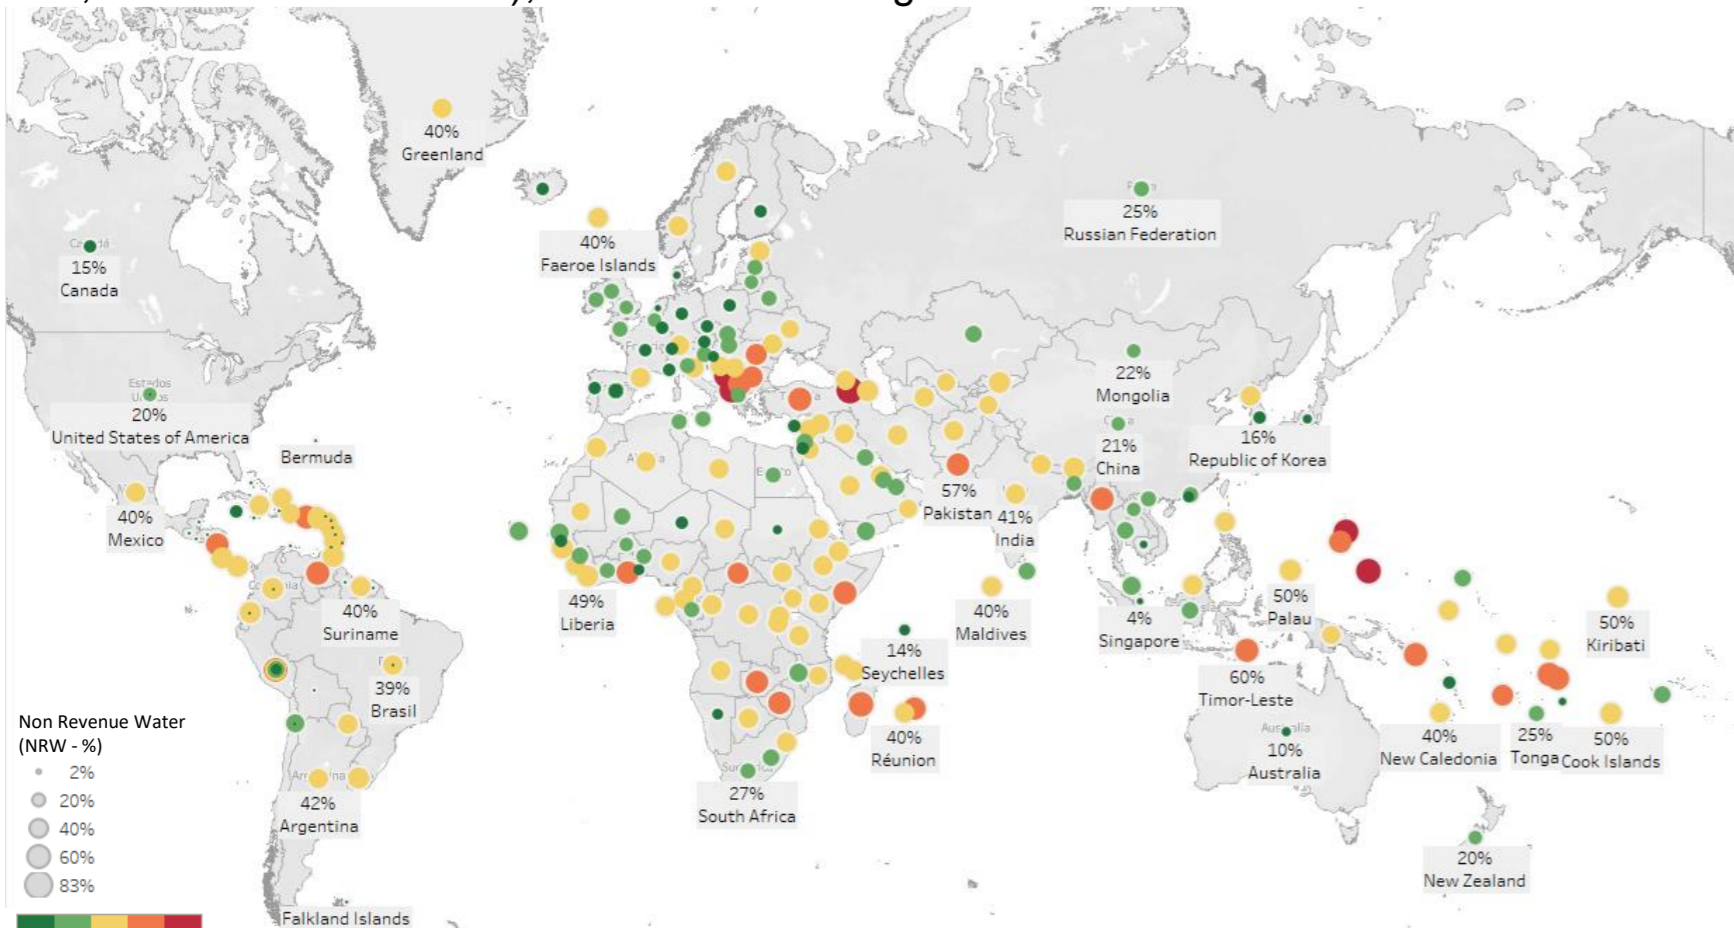 40%
Greenland
25%
Russian Federation
40%
Faeroe Islands
15%
Canada
Estados
Unidos
20%
United States of America
Bermuda
22%
Mongolia
21%
China
16%
Republic of Korea
40%
Mexico
57%
Pakistan
41%
India
49%
Liberia
40%
Suriname
40%
Maldives
4%
Singapore
50%
Palau
50%
Kiribati
14%
Seychelles
39%
Brasil
60%
Timor-Leste
Australia
10%
Australia
40%
Réunion
40%
New Caledonia
25%
Tonga
50%
Cook Islands
27%
South Africa
42%
Argentina
20%
New Zealand
Falkland Islands
Non Revenue Water
(NRW - %)
2%
20%
40%
60%
83%